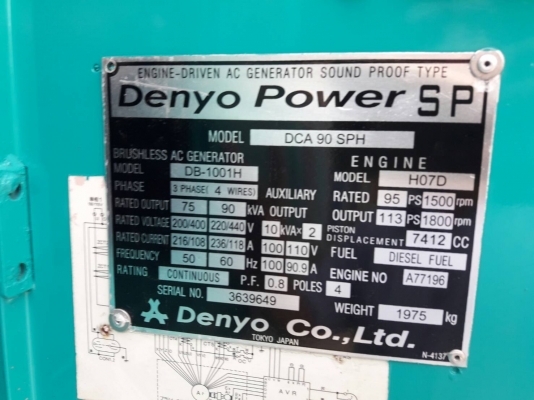 ENGINE-DRIVEN AC GENERATOR SOUND PROOF TYPE
Denyo Power SP
MODEL DCA 90 SPH
BRUSHLESS AC GENERATOR
MODEL DB-1001H
PHASE 3 PHASE( 4 WIRES) AUXILIARY
RATED OUTPUT 75 90 kVA OUTPUT
RATED VOLTAGE 200/400 220/440 V 10 kVA× 2
RATED CURRENT 216/108 236/118 A 100 110 V
FREQUENCY 50 60 Hz 100 90.9 A
RATING CONTINUOUS P.F. 0.8 POLES 4
SERIAL NO. 3639649
ENGINE
MODEL H07D
RATED 95 PS 1500 rpm
OUTPUT 113 PS 1800 rpm
PISTON DISPLACEMENT 7412 CC
FUEL DIESEL FUEL
ENGINE NO A77196
WEIGHT 1975 kg
Denyo Co.,Ltd.
TOKYO JAPAN
N-4137
AVR